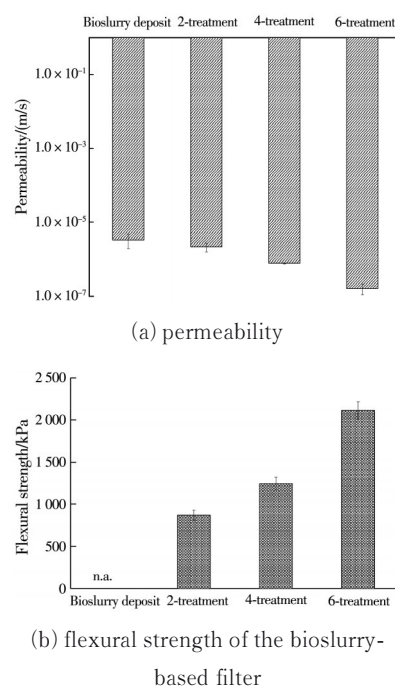 Bioslurry deposit 2-treatment 4-treatment 6-treatment
Permeability/(m/s)
1.0 × 10⁻¹
1.0 × 10⁻³
1.0 × 10⁻⁵
1.0 × 10⁻⁷
(a) permeability
Flexural strength/kPa
2 500
2 000
1 500
1 000
500
0
n.a.
Bioslurry deposit 2-treatment 4-treatment 6-treatment
(b) flexural strength of the bioslurry-
based filter